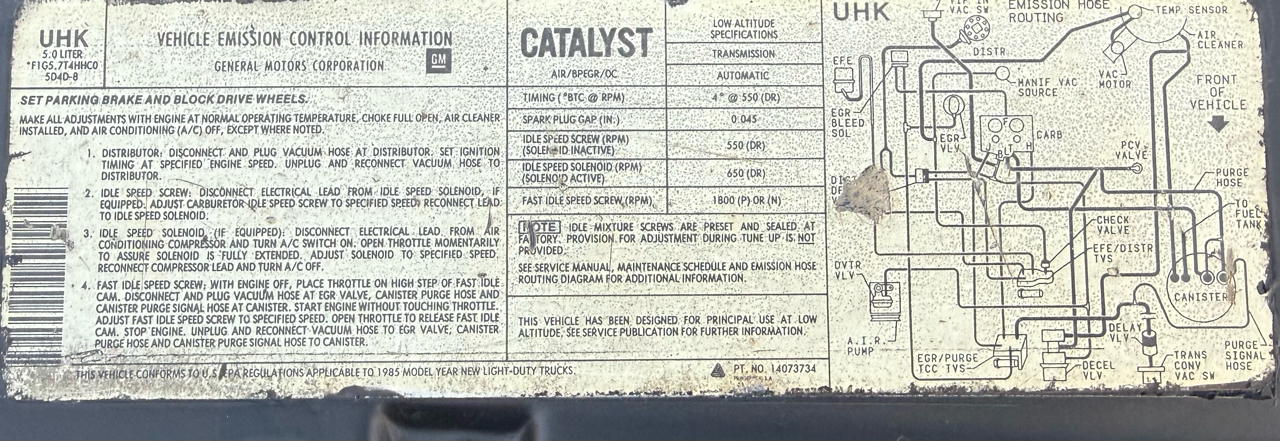 UHK
5.0 LITER
*F1G5.7T4HHC0
5D4D-8
VEHICLE EMISSION CONTROL INFORMATION
GENERAL MOTORS CORPORATION
GM
SET PARKING BRAKE AND BLOCK DRIVE WHEELS.
MAKE ALL ADJUSTMENTS WITH ENGINE AT NORMAL OPERATING TEMPERATURE, CHOKE FULL OPEN, AIR CLEANER
INSTALLED, AND AIR CONDITIONING (A/C) OFF, EXCEPT WHERE NOTED.
1. DISTRIBUTOR: DISCONNECT AND PLUG VACUUM HOSE AT DISTRIBUTOR. SET IGNITION
TIMING AT SPECIFIED ENGINE SPEED. UNPLUG AND RECONNECT VACUUM HOSE TO
DISTRIBUTOR.
2. IDLE SPEED SCREW: DISCONNECT ELECTRICAL LEAD FROM IDLE SPEED SOLENOID, IF
EQUIPPED. ADJUST CARBURETOR IDLE SPEED SCREW TO SPECIFIED SPEED; RECONNECT LEAD
TO IDLE SPEED SOLENOID.
3. IDLE SPEED SOLENOID, (IF EQUIPPED): DISCONNECT ELECTRICAL LEAD FROM AIR
CONDITIONING COMPRESSOR AND TURN A/C SWITCH ON. OPEN THROTTLE MOMENTARILY
TO ASSURE SOLENOID IS FULLY EXTENDED. ADJUST SOLENOID TO SPECIFIED SPEED.
RECONNECT COMPRESSOR LEAD AND TURN A/C OFF.
4. FAST IDLE SPEED SCREW: WITH ENGINE OFF, PLACE THROTTLE ON HIGH STEP OF FAST IDLE
CAM. DISCONNECT AND PLUG VACUUM HOSE AT EGR VALVE, CANISTER PURGE HOSE AND
CANISTER PURGE SIGNAL HOSE AT CANISTER. START ENGINE WITHOUT TOUCHING THROTTLE.
ADJUST FAST IDLE SPEED SCREW TO SPECIFIED SPEED. OPEN THROTTLE TO RELEASE FAST IDLE
CAM. STOP ENGINE. UNPLUG AND RECONNECT VACUUM HOSE TO EGR VALVE, CANISTER
PURGE HOSE AND CANISTER PURGE SIGNAL HOSE TO CANISTER.
THIS VEHICLE CONFORMS TO U.S. EPA REGULATIONS APPLICABLE TO 1985 MODEL YEAR NEW LIGHT-DUTY TRUCKS.
CATALYST
AIR/BPEGR/OC
LOW ALTITUDE
SPECIFICATIONS
TRANSMISSION
AUTOMATIC
TIMING (°BTC @ RPM) 4° @ 550 (DR)
SPARK PLUG GAP (IN.) 0.045
IDLE SPEED SCREW (RPM)
(SOLENOID INACTIVE) 550 (DR)
IDLE SPEED SOLENOID (RPM)
(SOLENOID ACTIVE) 650 (DR)
FAST IDLE SPEED SCREW (RPM) 1800 (P) OR (N)
NOTE IDLE MIXTURE SCREWS ARE PRESET AND SEALED AT
FACTORY. PROVISION FOR ADJUSTMENT DURING TUNE UP IS NOT
PROVIDED.
SEE SERVICE MANUAL, MAINTENANCE SCHEDULE AND EMISSION HOSE
ROUTING DIAGRAM FOR ADDITIONAL INFORMATION.
THIS VEHICLE HAS BEEN DESIGNED FOR PRINCIPAL USE AT LOW
ALTITUDE. SEE SERVICE PUBLICATION FOR FURTHER INFORMATION.
PT. NO. 14073734
UHK
VAC SW
EMISSION HOSE
ROUTING
TEMP. SENSOR
DISTR
AIR
CLEANER
EFE
VAC
MOTOR
MANIF VAC
SOURCE
FRONT
OF
VEHICLE
EGR
BLEED
SOL
EGR
VLV
CARB
PCV
VALVE
PURGE
HOSE
TO
FUEL
TANK
CHECK
VALVE
EFE/DISTR
TVS
DVTR
VLV
CANISTER
A.I.R.
PUMP
EGR/PURGE
TCC TVS
DECEL
VLV
DELAY
VLV
TRANS
CONV
VAC SW
PURGE
SIGNAL
HOSE